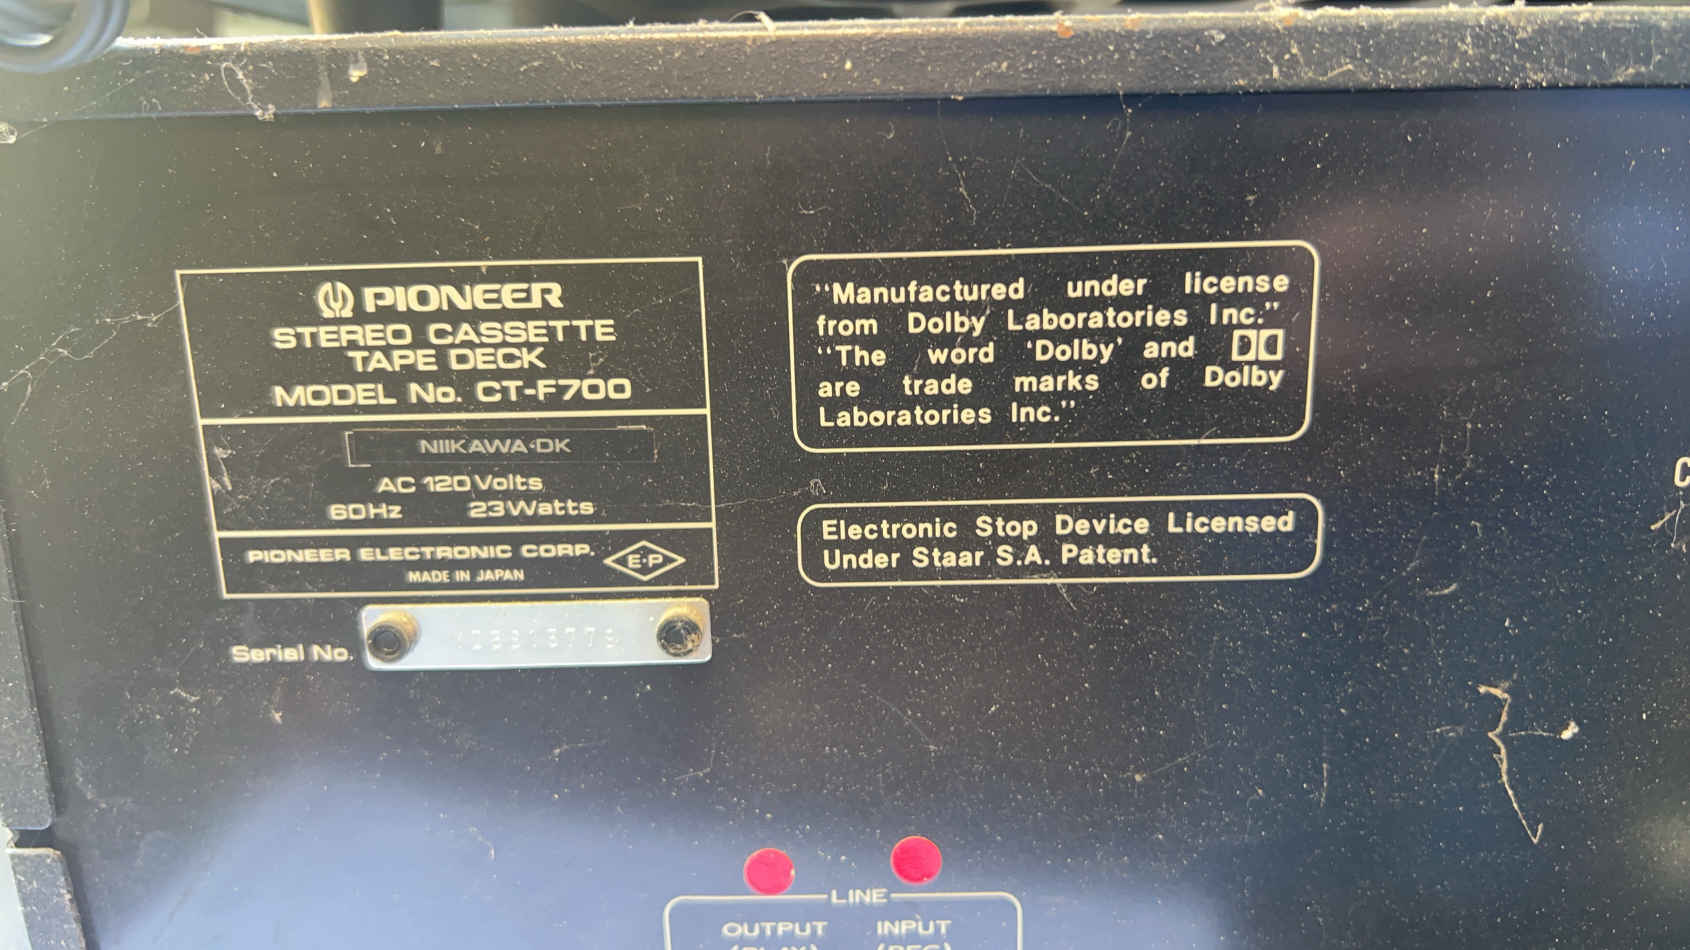 PIONEER
STEREO CASSETTE
TAPE DECK
MODEL No. CT-F700
NIIKAWA·DK
AC 120 Volts
60Hz 23Watts
PIONEER ELECTRONIC CORP.
E·P
MADE IN JAPAN
Serial No.
"Manufactured under license
from Dolby Laboratories Inc."
"The word 'Dolby' and
are trade marks of Dolby
Laboratories Inc."
Electronic Stop Device Licensed
Under Staar S.A. Patent.
LINE
OUTPUT INPUT